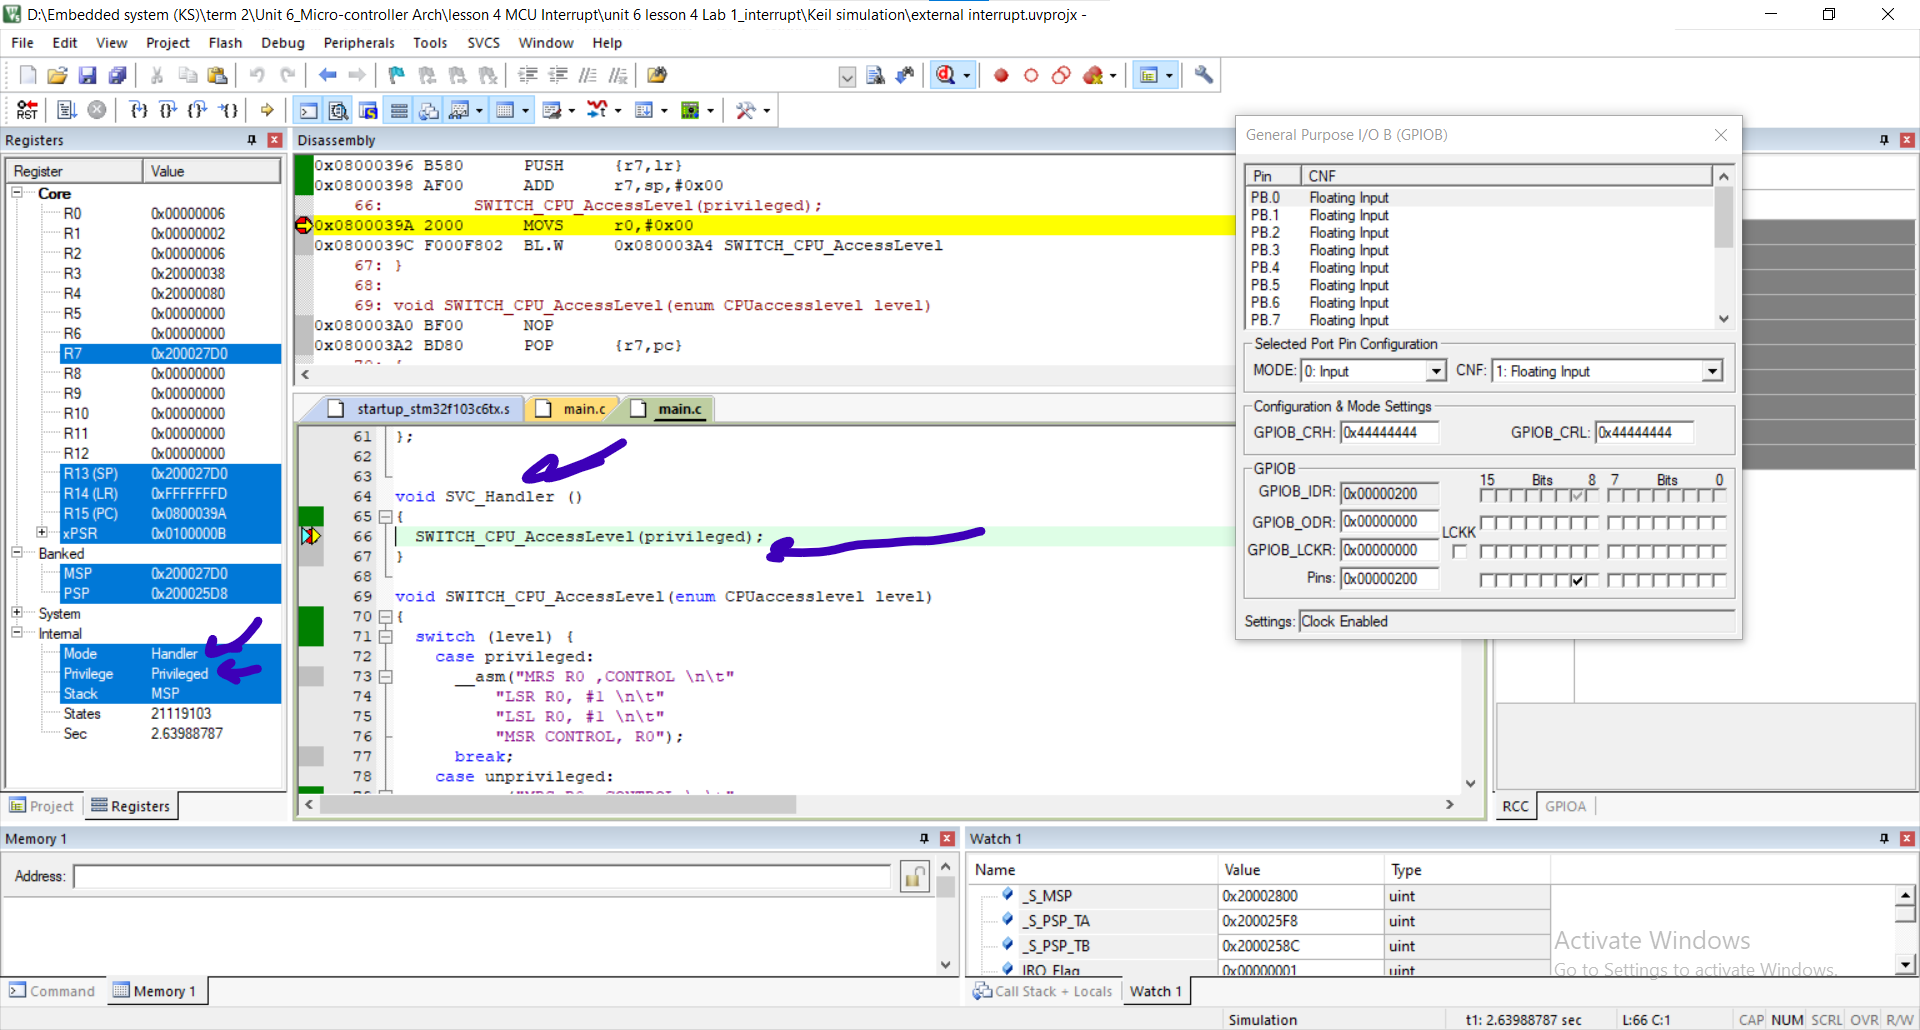 D:\Embedded system (KS)\term 2\Unit 6_Micro-controller Arch\lesson 4 MCU Interrupt\unit 6 lesson 4 Lab 1_interrupt\Keil simulation\external interrupt.uvprojx -
File Edit View Project Flash Debug Peripherals Tools SVCS Window Help
RST
Registers
Register Value
Core
R0 0x00000006
R1 0x00000002
R2 0x00000006
R3 0x20000038
R4 0x20000080
R5 0x00000000
R6 0x00000000
R7 0x200027D0
R8 0x00000000
R9 0x00000000
R10 0x00000000
R11 0x00000000
R12 0x00000000
R13 (SP) 0x200027D0
R14 (LR) 0xFFFFFFFD
R15 (PC) 0x0800039A
xPSR 0x0100000B
Banked
MSP 0x200027D0
PSP 0x200025D8
System
Internal
Mode Handler
Privilege Privileged
Stack MSP
States 21119103
Sec 2.63988787
Project Registers
Disassembly
0x08000396 B580 PUSH {r7,lr}
0x08000398 AF00 ADD r7,sp,#0x00
66: SWITCH_CPU_AccessLevel(privileged);
0x0800039A 2000 MOVS r0,#0x00
0x0800039C F000F802 BL.W 0x080003A4 SWITCH_CPU_AccessLevel
67: }
68:
69: void SWITCH_CPU_AccessLevel(enum CPUaccesslevel level)
0x080003A0 BF00 NOP
0x080003A2 BD80 POP {r7,pc}
startup_stm32f103c6tx.s main.c main.c
61 };
62
63
64 void SVC_Handler ()
65 {
66 SWITCH_CPU_AccessLevel(privileged);
67 }
68
69 void SWITCH_CPU_AccessLevel(enum CPUaccesslevel level)
70 {
71 switch (level) {
72 case privileged:
73 __asm("MRS R0 ,CONTROL \n\t"
74 "LSR R0, #1 \n\t"
75 "LSL R0, #1 \n\t"
76 "MSR CONTROL, R0");
77 break;
78 case unprivileged:
General Purpose I/O B (GPIOB)
Pin CNF
PB.0 Floating Input
PB.1 Floating Input
PB.2 Floating Input
PB.3 Floating Input
PB.4 Floating Input
PB.5 Floating Input
PB.6 Floating Input
PB.7 Floating Input
Selected Port Pin Configuration
MODE: 0: Input CNF: 1: Floating Input
Configuration & Mode Settings
GPIOB_CRH: 0x44444444 GPIOB_CRL: 0x44444444
GPIOB
15 Bits 8 7 Bits 0
GPIOB_IDR: 0x00000200
GPIOB_ODR: 0x00000000
LCKK
GPIOB_LCKR: 0x00000000
Pins: 0x00000200
Settings: Clock Enabled
RCC GPIOA
Memory 1
Address:
Command Memory 1
Watch 1
Name Value Type
_S_MSP 0x20002800 uint
_S_PSP_TA 0x200025F8 uint
_S_PSP_TB 0x2000258C uint
IRQ_Flag 0x00000001 uint
Call Stack + Locals Watch 1
Activate Windows
Go to Settings to activate Windows.
Simulation t1: 2.63988787 sec L:66 C:1 CAP NUM SCRL OVR R/W